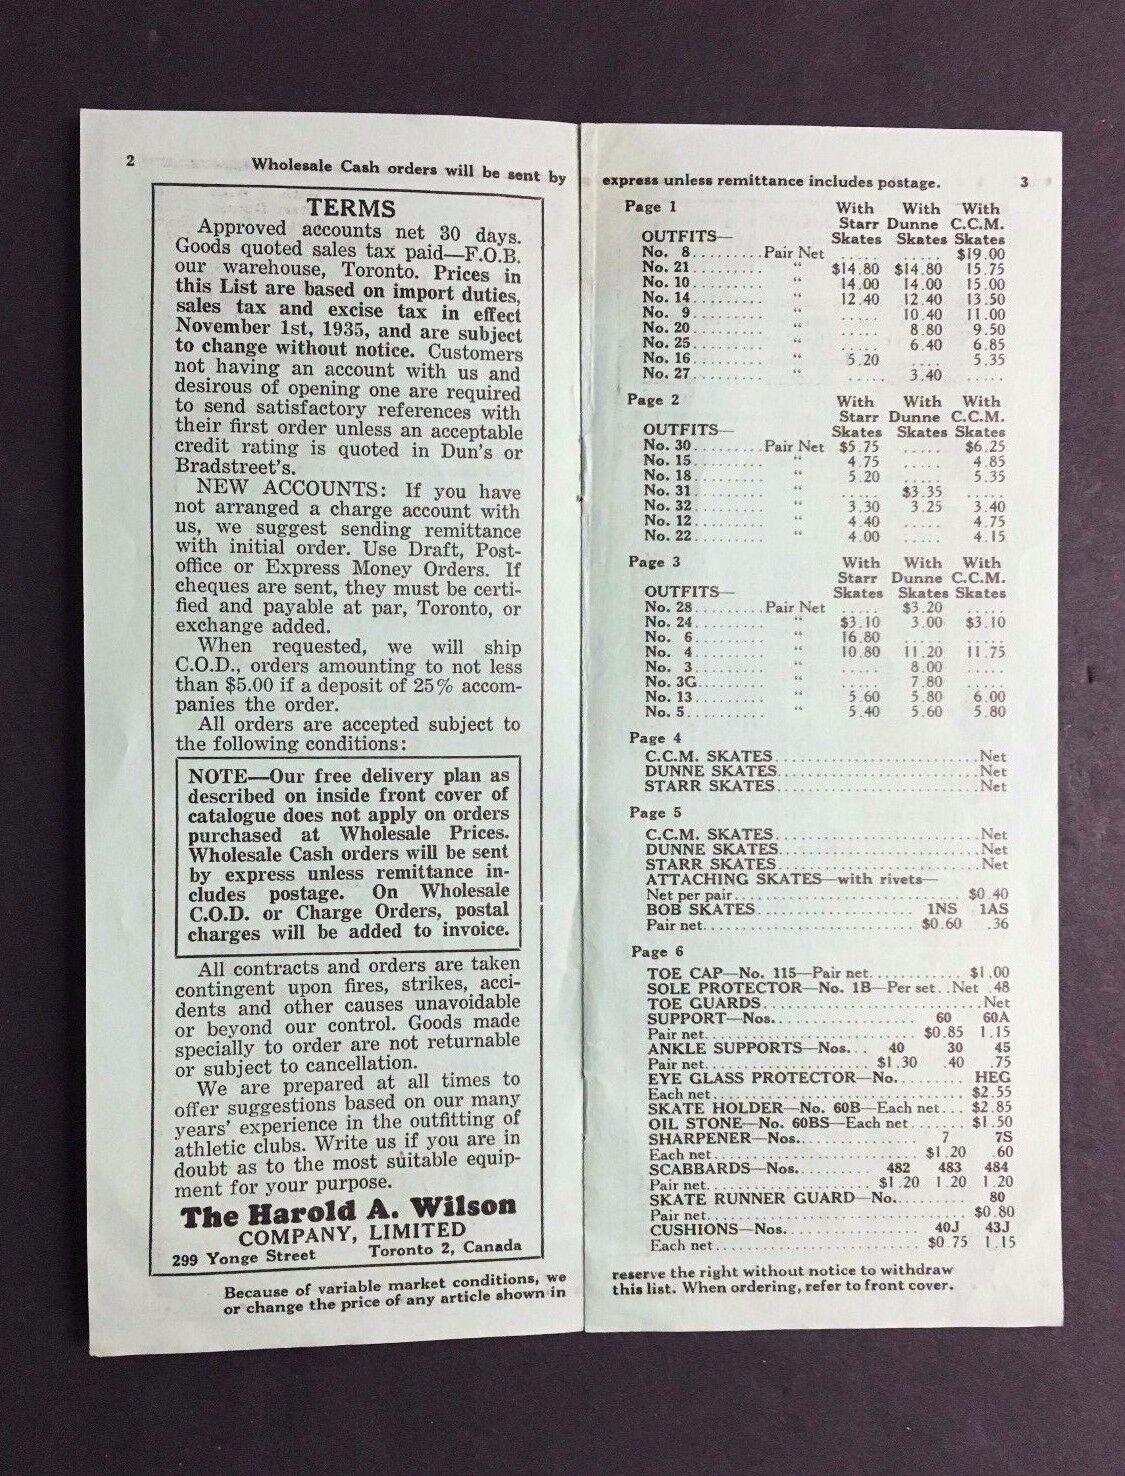 2
Wholesale Cash orders will be sent by
TERMS
Approved accounts net 30 days.
Goods quoted sales tax paid—F.O.B.
our warehouse, Toronto. Prices in
this List are based on import duties,
sales tax and excise tax in effect
November 1st, 1935, and are subject
to change without notice. Customers
not having an account with us and
desirous of opening one are required
to send satisfactory references with
their first order unless an acceptable
credit rating is quoted in Dun's or
Bradstreet's.
NEW ACCOUNTS: If you have
not arranged a charge account with
us, we suggest sending remittance
with initial order. Use Draft, Post-
office or Express Money Orders. If
cheques are sent, they must be certi-
fied and payable at par, Toronto, or
exchange added.
When requested, we will ship
C.O.D., orders amounting to not less
than $5.00 if a deposit of 25% accom-
panies the order.
All orders are accepted subject to
the following conditions:
NOTE—Our free delivery plan as
described on inside front cover of
catalogue does not apply on orders
purchased at Wholesale Prices.
Wholesale Cash orders will be sent
by express unless remittance in-
cludes postage. On Wholesale
C.O.D. or Charge Orders, postal
charges will be added to invoice.
All contracts and orders are taken
contingent upon fires, strikes, acci-
dents and other causes unavoidable
or beyond our control. Goods made
specially to order are not returnable
or subject to cancellation.
We are prepared at all times to
offer suggestions based on our many
years' experience in the outfitting of
athletic clubs. Write us if you are in
doubt as to the most suitable equip-
ment for your purpose.
The Harold A. Wilson
COMPANY, LIMITED
299 Yonge Street Toronto 2, Canada
Because of variable market conditions, we
or change the price of any article shown in
express unless remittance includes postage. 3
Page 1 With With With
Starr Dunne C.C.M.
OUTFITS— Skates Skates Skates
No. 8......... Pair Net ..... ..... $19.00
No. 21......... “ $14.80 $14.80 15.75
No. 10......... “ 14.00 14.00 15.00
No. 14......... “ 12.40 12.40 13.50
No. 9......... “ ..... 10.40 11.00
No. 20......... “ ..... 8.80 9.50
No. 25......... “ ..... 6.40 6.85
No. 16......... “ 5.20 .... 5.35
No. 27......... “ ..... 3.40 .....
Page 2 With With With
Starr Dunne C.C.M.
OUTFITS— Skates Skates Skates
No. 30......... Pair Net $5.75 ..... $6.25
No. 15......... “ 4.75 ..... 4.85
No. 18......... “ 5.20 ..... 5.35
No. 31......... “ ..... $3.35 .....
No. 32......... “ 3.30 3.25 3.40
No. 12......... “ 4.40 ..... 4.75
No. 22......... “ 4.00 ..... 4.15
Page 3 With With With
Starr Dunne C.C.M.
OUTFITS— Skates Skates Skates
No. 28......... Pair Net ..... $3.20 .....
No. 24......... “ $3.10 3.00 $3.10
No. 6.......... “ 16.80 ..... .....
No. 4.......... “ 10.80 11.20 11.75
No. 3.......... “ ..... 8.00 .....
No. 3G......... “ ..... 7.80 .....
No. 13......... “ 5.60 5.80 6.00
No. 5.......... “ 5.40 5.60 5.80
Page 4
C.C.M. SKATES..........................Net
DUNNE SKATES..........................Net
STARR SKATES..........................Net
Page 5
C.C.M. SKATES..........................Net
DUNNE SKATES..........................Net
STARR SKATES..........................Net
ATTACHING SKATES—with rivets—
Net per pair.............................. $0.40
BOB SKATES..................... 1NS 1AS
Pair net........................... $0.60 .36
Page 6
TOE CAP—No. 115—Pair net............ $1.00
SOLE PROTECTOR—No. 1B—Per set..Net .48
TOE GUARDS............................Net
SUPPORT—Nos.................. 60 60A
Pair net........................... $0.85 1.15
ANKLE SUPPORTS—Nos... 40 30 45
Pair net..................... $1.30 .40 .75
EYE GLASS PROTECTOR—No......... HEG
Each net................................ $2.55
SKATE HOLDER—No. 60B—Each net... $2.85
OIL STONE—No. 60BS—Each net....... $1.50
SHARPENER—Nos.................. 7 7S
Each net........................... $1.20 .60
SCABBARDS—Nos.......... 482 483 484
Pair net..................... $1.20 1.20 1.20
SKATE RUNNER GUARD—No......... 80
Pair net................................. $0.80
CUSHIONS—Nos................... 40J 43J
Each net........................... $0.75 1.15
reserve the right without notice to withdraw
this list. When ordering, refer to front cover.